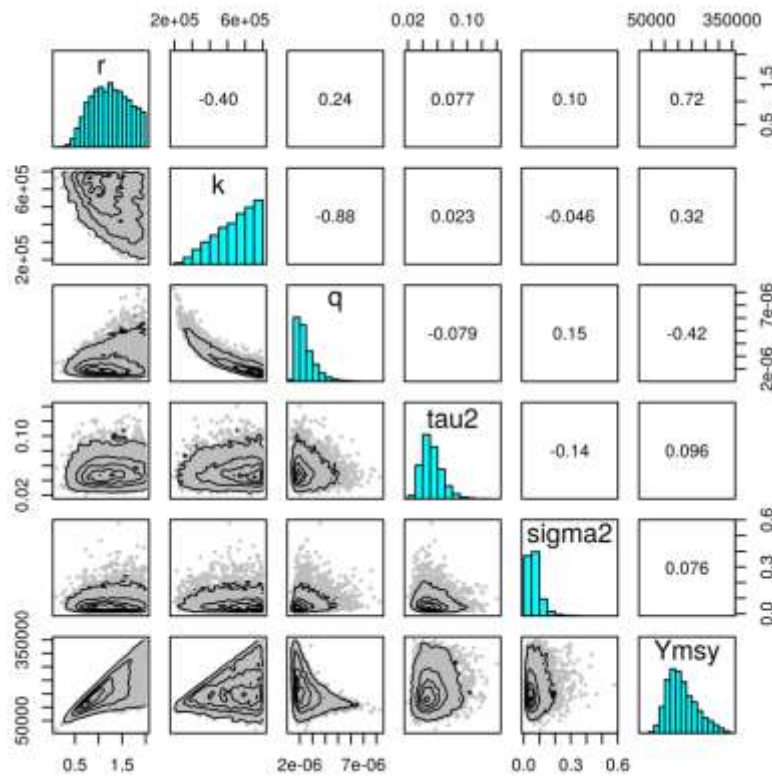 2e+05 6e+05 0.02 0.10 50000 350000
r -0.40 0.24 0.077 0.10 0.72 0.5 1.5
2e+05 6e+05 k -0.88 0.023 -0.046 0.32
q -0.079 0.15 -0.42 2e-06 7e-06
0.02 0.10 tau2 -0.14 0.096
sigma2 0.076 0.0 0.3 0.6
50000 350000 Ymsy
0.5 1.5 2e-06 7e-06 0.0 0.3 0.6